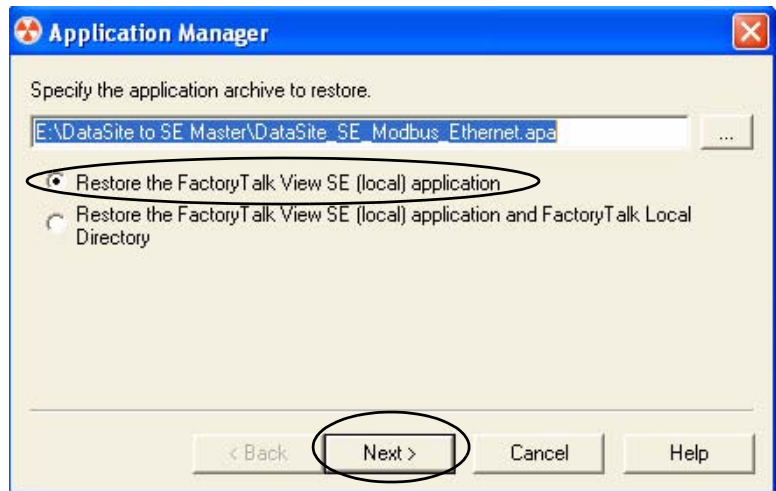 Application Manager
Specify the application archive to restore.
E:\DataSite to SE Master\DataSite_SE_Modbus_Ethernet.apa
...
Restore the FactoryTalk View SE (local) application
Restore the FactoryTalk View SE (local) application and FactoryTalk Local
Directory
< Back
Next >
Cancel
Help